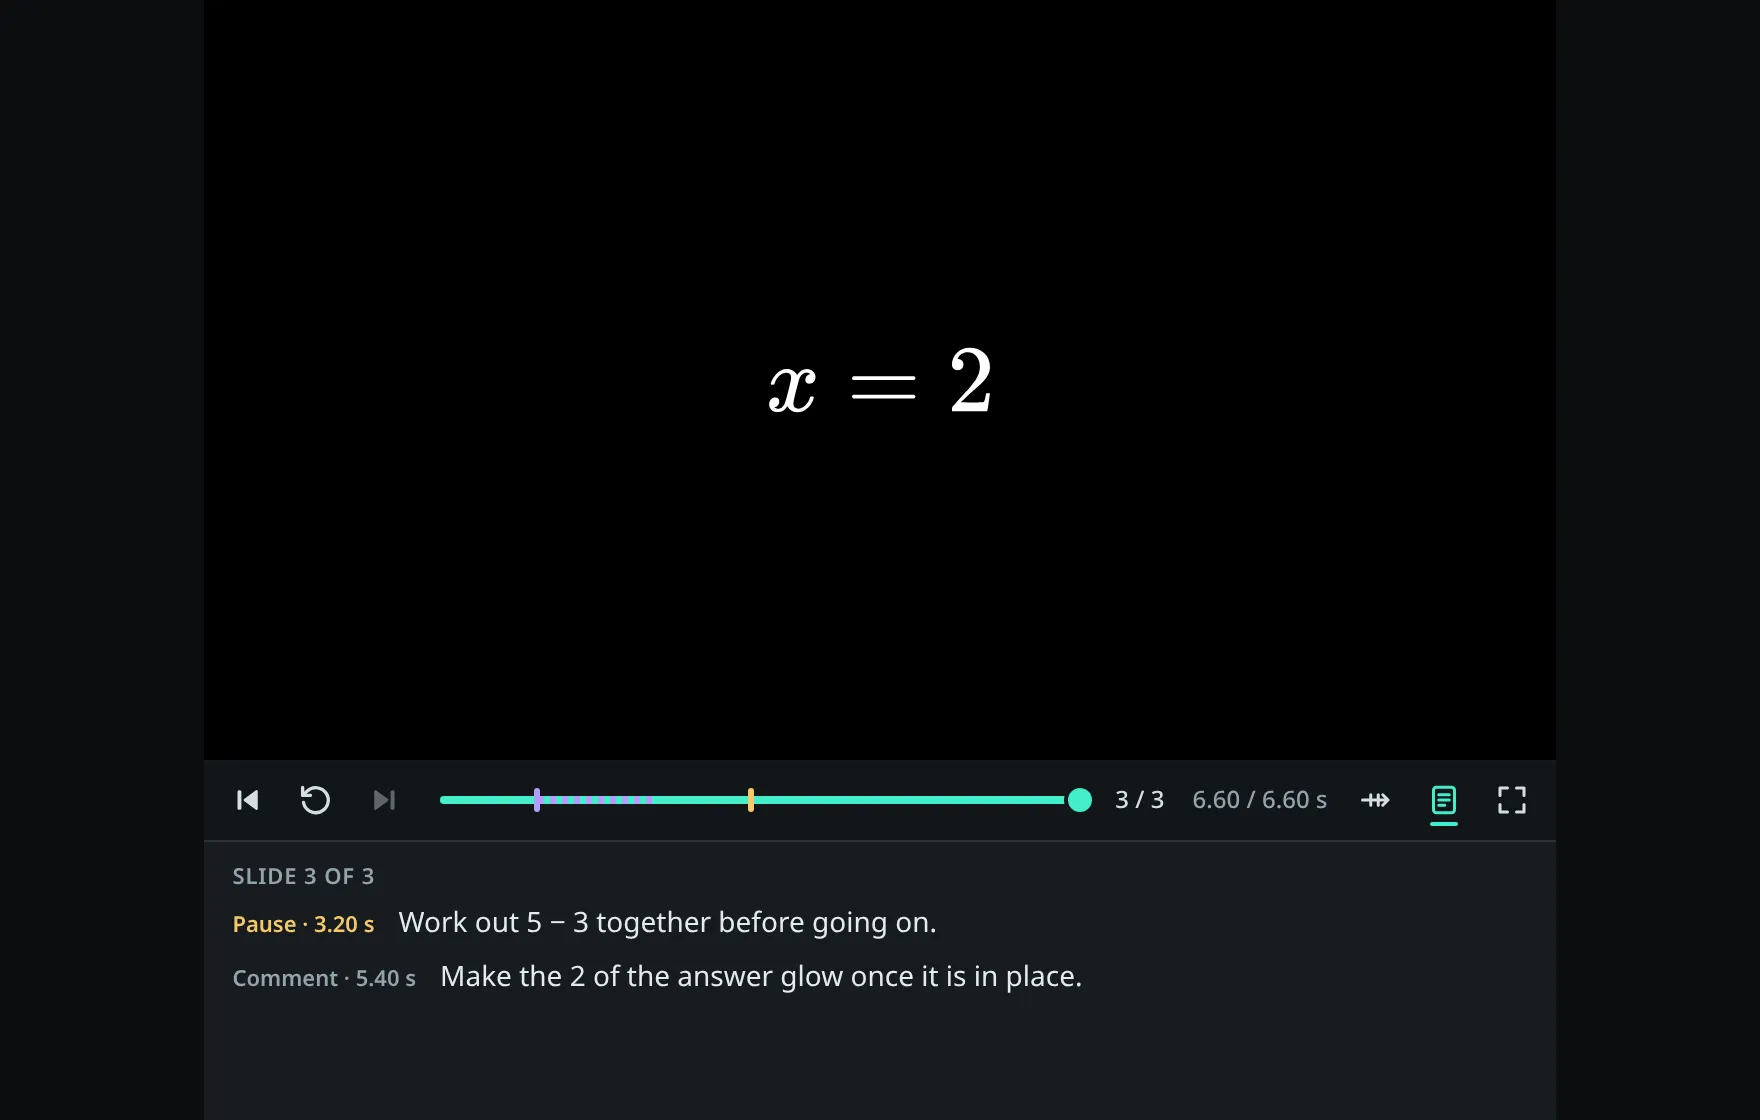 x = 2
3 / 3 6.60 / 6.60 s
SLIDE 3 OF 3
Pause · 3.20 s Work out 5 − 3 together before going on.
Comment · 5.40 s Make the 2 of the answer glow once it is in place.